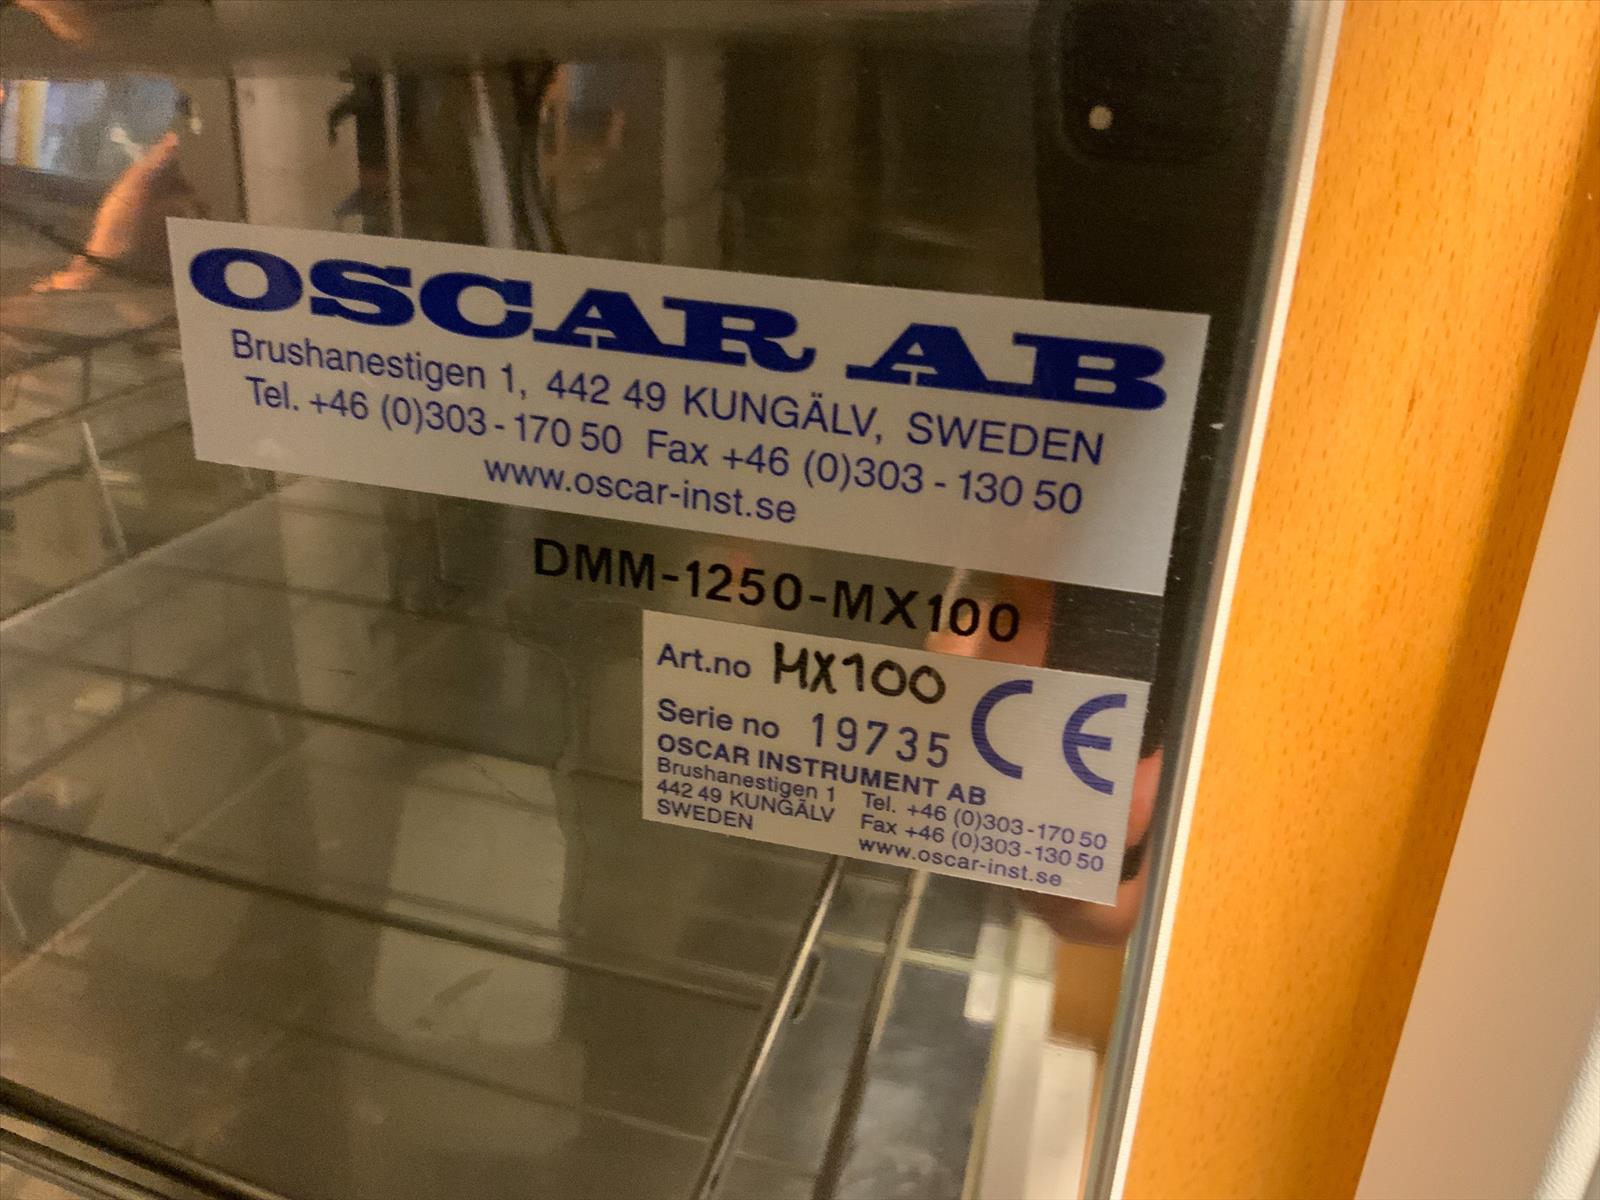 OSCAR AB
Brushanestigen 1, 442 49 KUNGÄLV, SWEDEN
Tel. +46 (0)303-170 50 Fax +46 (0)303-130 50
www.oscar-inst.se
DMM-1250-MX100
Art.no MX100
Serie no 19735
CE
OSCAR INSTRUMENT AB
Brushanestigen 1
442 49 KUNGÄLV
SWEDEN
Tel. +46 (0)303-170 50
Fax +46 (0)303-130 50
www.oscar-inst.se